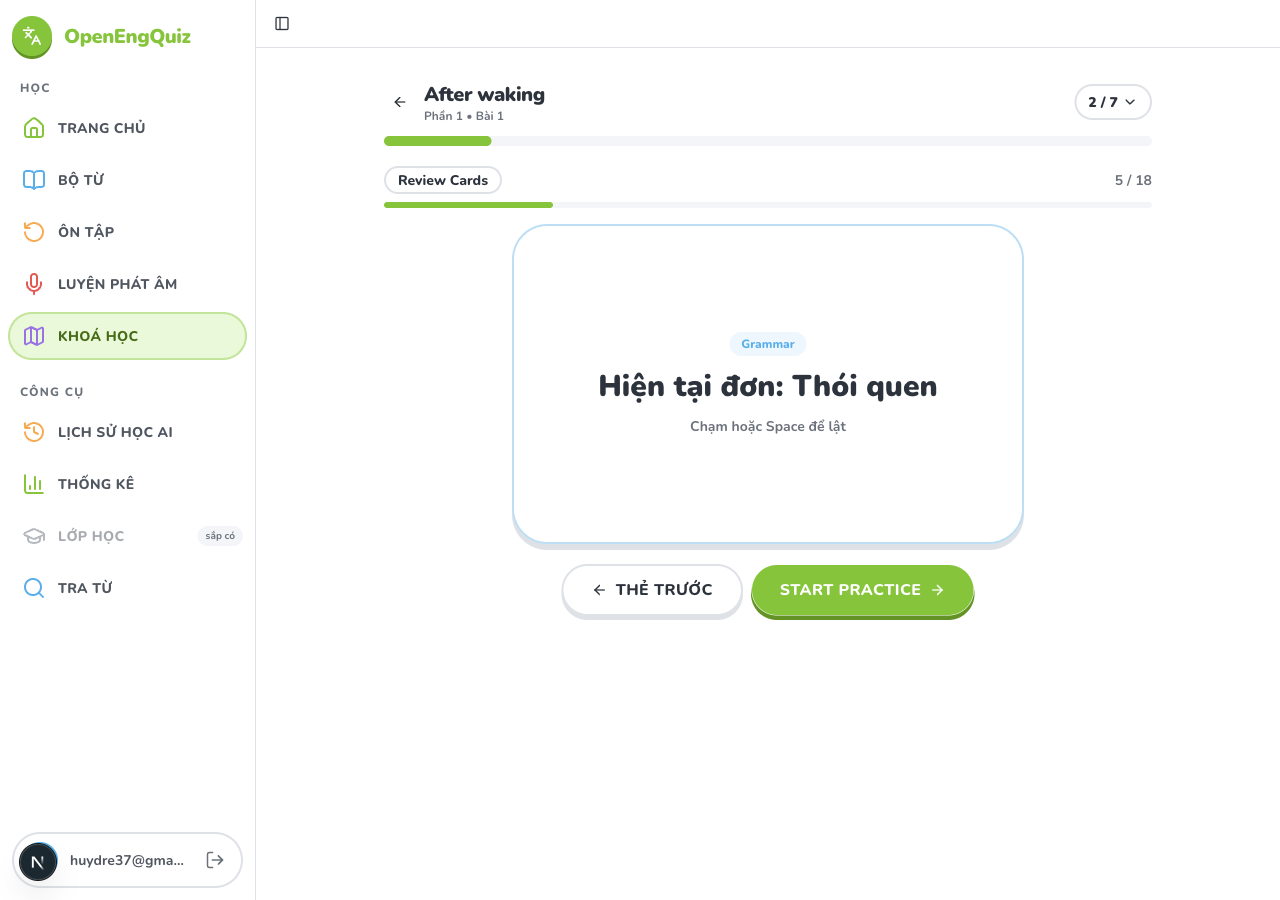 OpenEngQuiz
HỌC
TRANG CHỦ
BỘ TỪ
ÔN TẬP
LUYỆN PHÁT ÂM
KHOÁ HỌC
CÔNG CỤ
LỊCH SỬ HỌC AI
THỐNG KÊ
LỚP HỌC
sắp có
TRA TỪ
N
huydre37@gma...
After waking
Phần 1 • Bài 1
2 / 7
Review Cards
5 / 18
Grammar
Hiện tại đơn: Thói quen
Chạm hoặc Space để lật
THẺ TRƯỚC
START PRACTICE